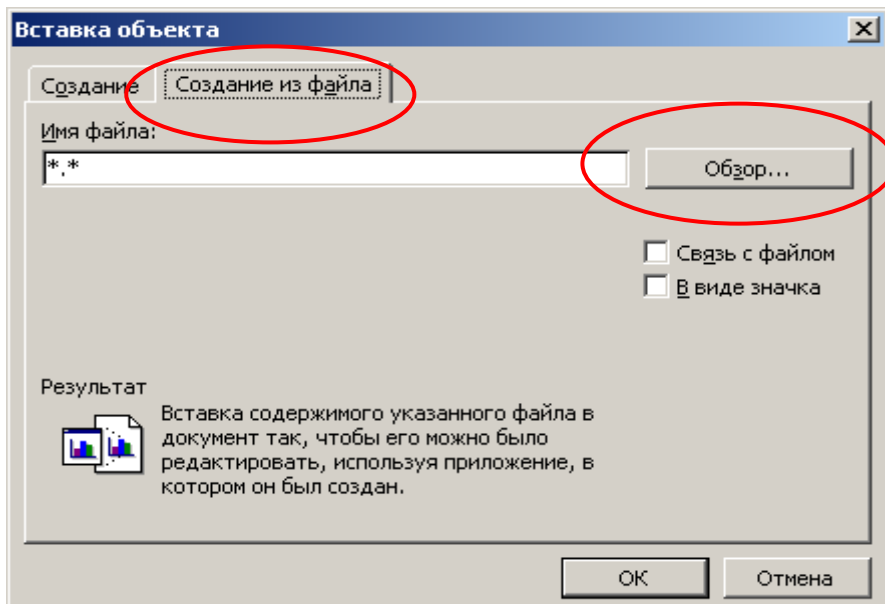 Вставка объекта
Создание
Создание из файла
Имя файла:
*.*
Обзор...
Связь с файлом
В виде значка
Результат
Вставка содержимого указанного файла в
документ так, чтобы его можно было
редактировать, используя приложение, в
котором он был создан.
ОК
Отмена